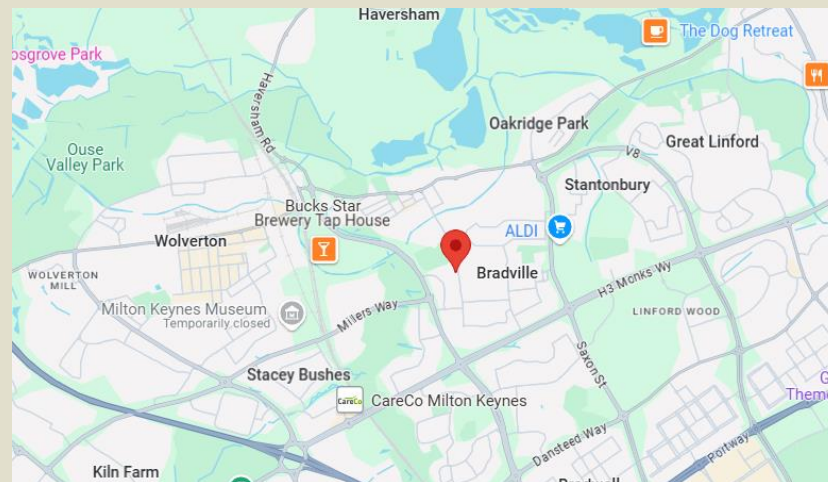 Haversham
The Dog Retreat
osgrove Park
Haversham Rd
Oakridge Park
Great Linford
Ouse
Valley Park
V8
Stantonbury
Bucks Star
Brewery Tap House
ALDI
Wolverton
Bradville
H3 Monks Wy
WOLVERTON
MILL
Milton Keynes Museum
Temporarily closed
Millers Way
LINFORD WOOD
Saxon St
Stacey Bushes
CareCo
CareCo Milton Keynes
G
Theme
Dansteed Way
Portway
Kiln Farm